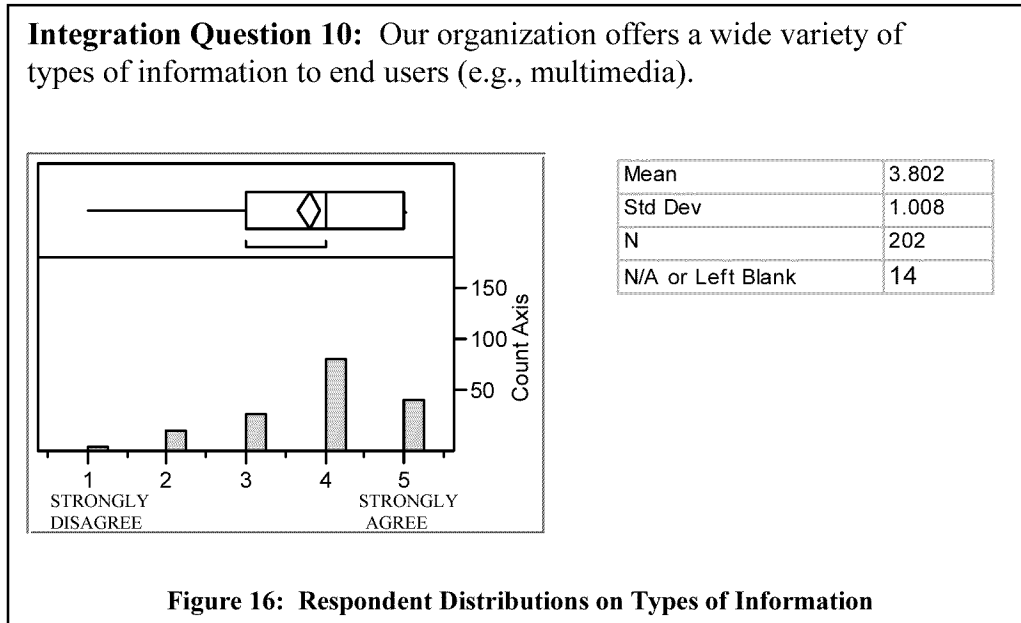 Integration Question 10: Our organization offers a wide variety of
types of information to end users (e.g., multimedia).
150
100
50
Count Axis
1 2 3 4 5
STRONGLY DISAGREE
STRONGLY AGREE
Mean 3.802
Std Dev 1.008
N 202
N/A or Left Blank 14
Figure 16: Respondent Distributions on Types of Information